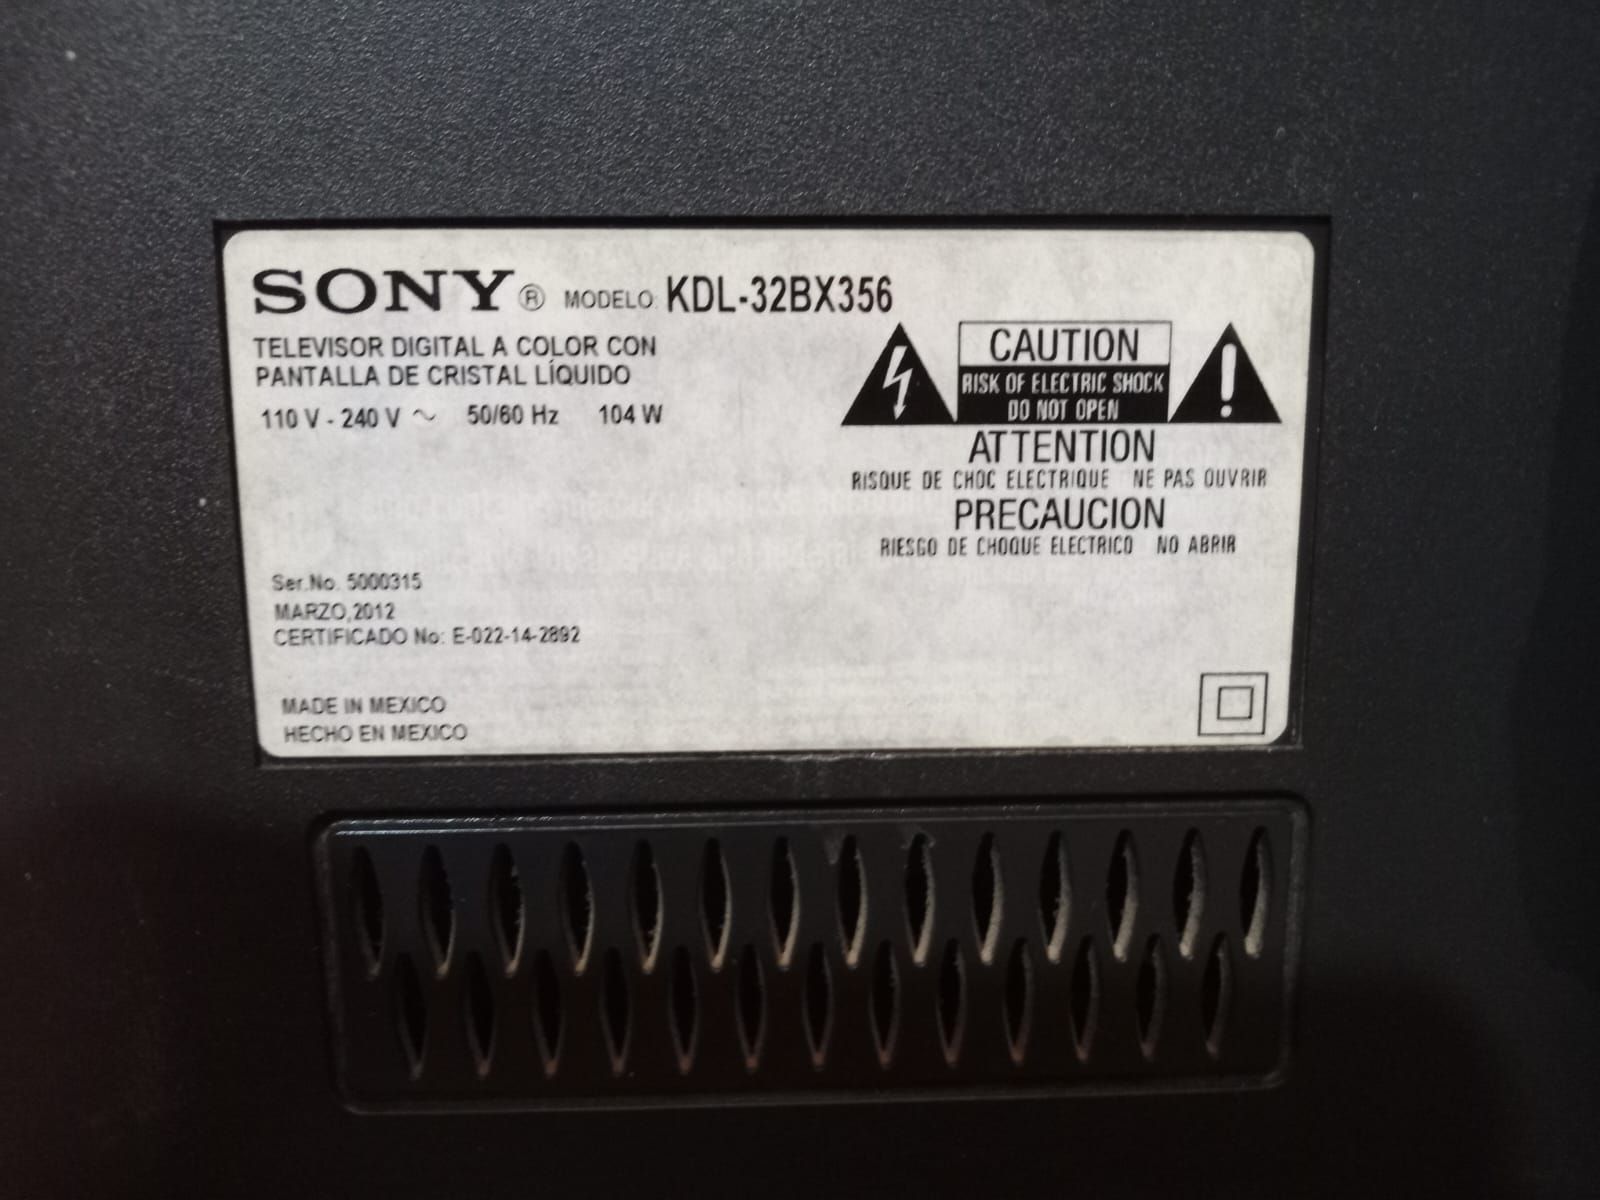 SONY® MODELO: KDL-32BX356
TELEVISOR DIGITAL A COLOR CON
PANTALLA DE CRISTAL LÍQUIDO
110 V - 240 V ~ 50/60 Hz 104 W
CAUTION
RISK OF ELECTRIC SHOCK
DO NOT OPEN
ATTENTION
RISQUE DE CHOC ELECTRIQUE NE PAS OUVRIR
PRECAUCION
RIESGO DE CHOQUE ELECTRICO NO ABRIR
Ser.No. 5000315
MARZO,2012
CERTIFICADO No: E-022-14-2892
MADE IN MEXICO
HECHO EN MEXICO